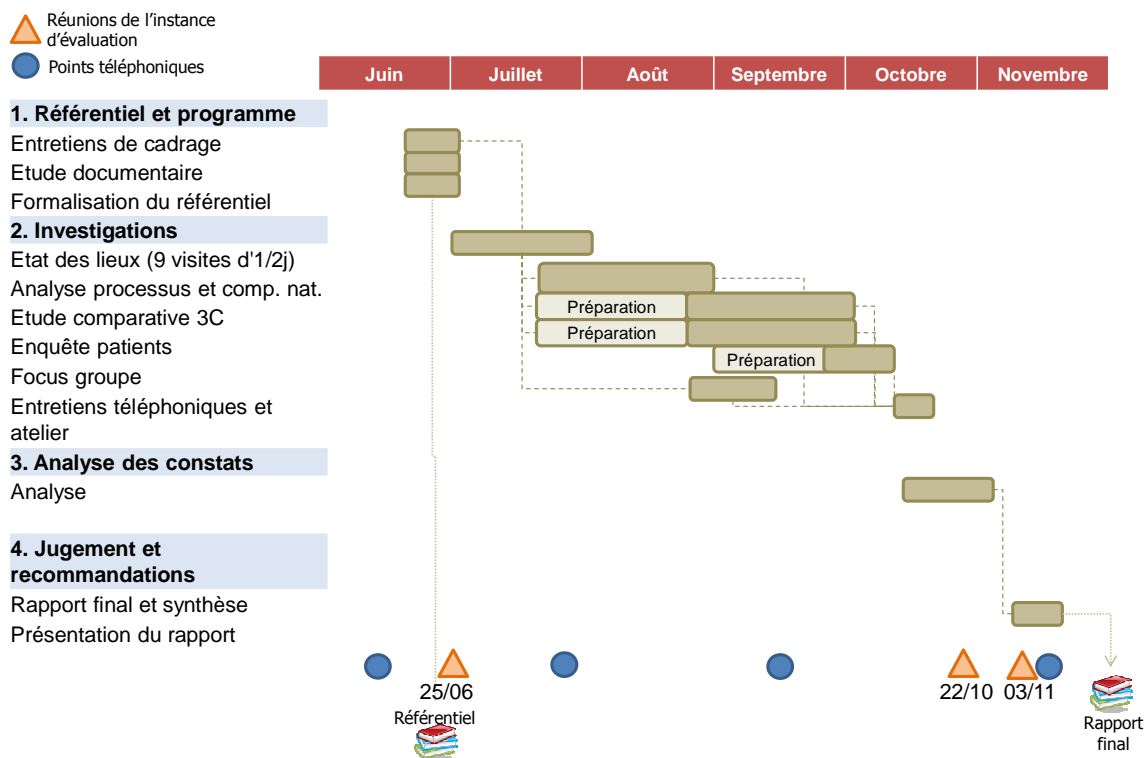 Réunions de l’instance
d’évaluation
Points téléphoniques
Juin Juillet Août Septembre Octobre Novembre
1. Référentiel et programme
Entretiens de cadrage
Etude documentaire
Formalisation du référentiel
2. Investigations
Etat des lieux (9 visites d'1/2j)
Analyse processus et comp. nat.
Etude comparative 3C
Préparation
Enquête patients
Préparation
Focus groupe
Préparation
Entretiens téléphoniques et
atelier
3. Analyse des constats
Analyse
4. Jugement et
recommandations
Rapport final et synthèse
Présentation du rapport
25/06
22/10 03/11
Référentiel
Rapport
final